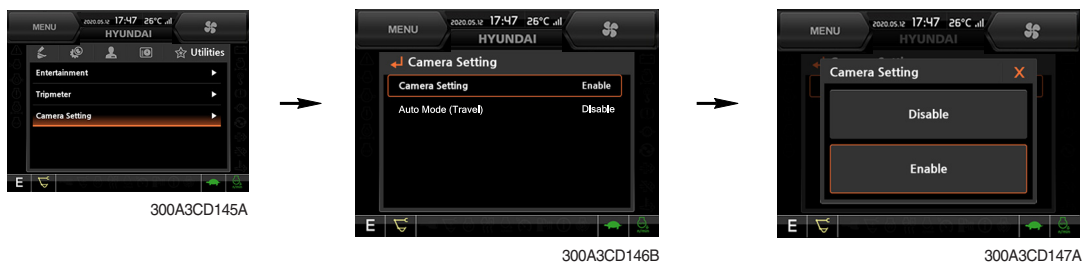 MENU
2020.05.12 17:47 26°C
HYUNDAI
Utilities
Entertainment
Tripmeter
Camera Setting
E
300A3CD145A
MENU
2020.05.12 17:47 26°C
HYUNDAI
Camera Setting
Camera Setting Enable
Auto Mode (Travel) Disable
E
300A3CD146B
MENU
2020.05.12 17:47 26°C
HYUNDAI
Camera Setting X
Disable
Enable
E
300A3CD147A